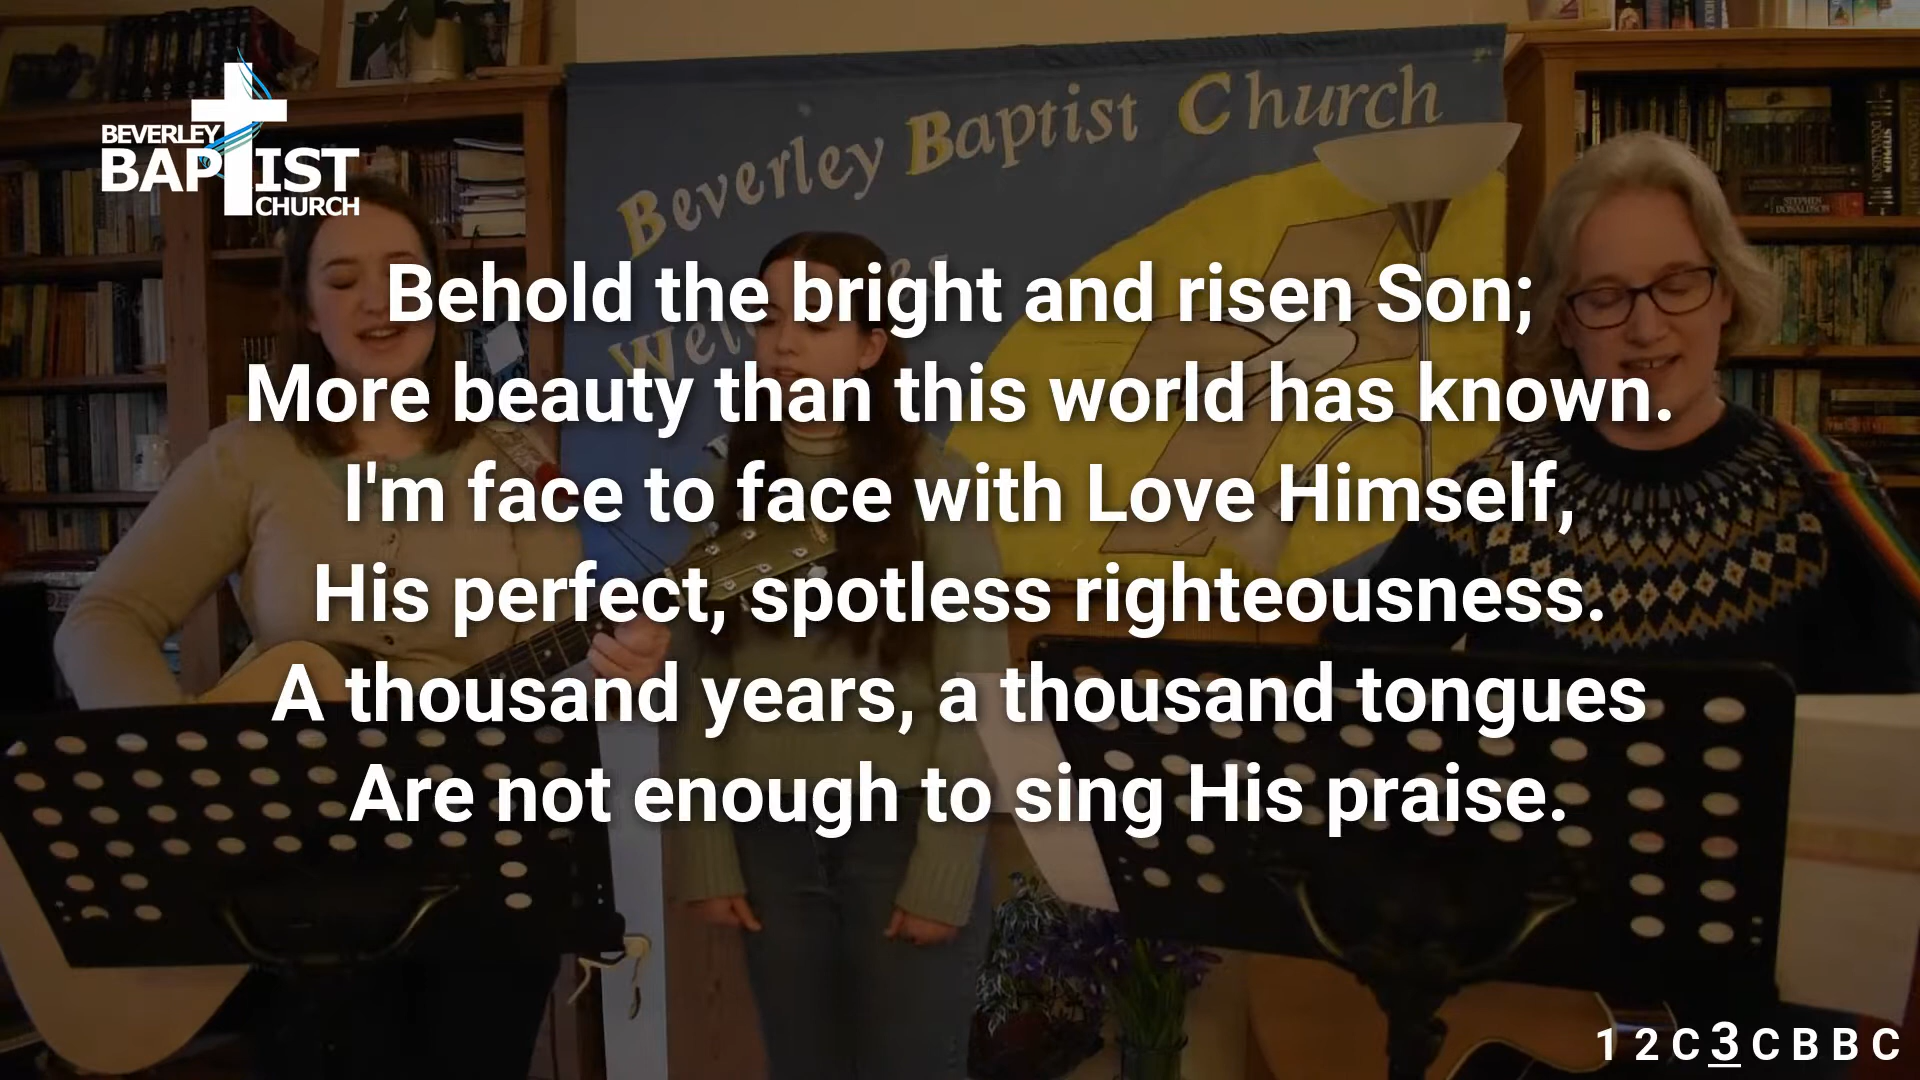 BEVERLEY
BAPTIST
CHURCH
Beverley Baptist Church
Behold the bright and risen Son;
More beauty than this world has known.
I'm face to face with Love Himself,
His perfect, spotless righteousness.
A thousand years, a thousand tongues
Are not enough to sing His praise.
STEPHEN
DONALDSON
1 2 C 3 C B B C